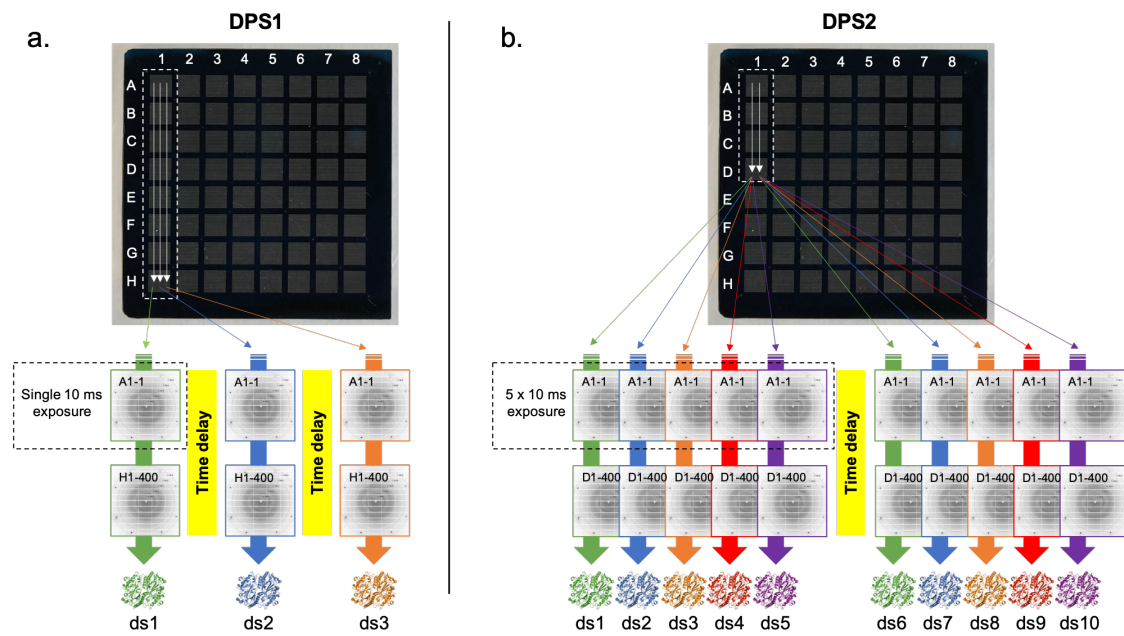 DPS1
a.
1 2 3 4 5 6 7 8
A
B
C
D
E
F
G
H
Single 10 ms
exposure
A1-1
Time delay
A1-1
Time delay
A1-1
H1-400
H1-400
H1-400
ds1 ds2 ds3
DPS2
b.
1 2 3 4 5 6 7 8
A
B
C
D
E
F
G
H
5 x 10 ms
exposure
A1-1 A1-1 A1-1 A1-1 A1-1
Time delay
A1-1 A1-1 A1-1 A1-1 A1-1
D1-400 D1-400 D1-400 D1-400 D1-400
D1-400 D1-400 D1-400 D1-400 D1-400
ds1 ds2 ds3 ds4 ds5
ds6 ds7 ds8 ds9 ds10